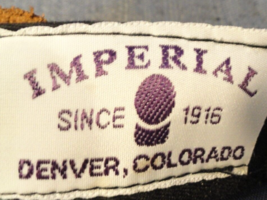 IMPERIAL
SINCE 1916
DENVER, COLORADO